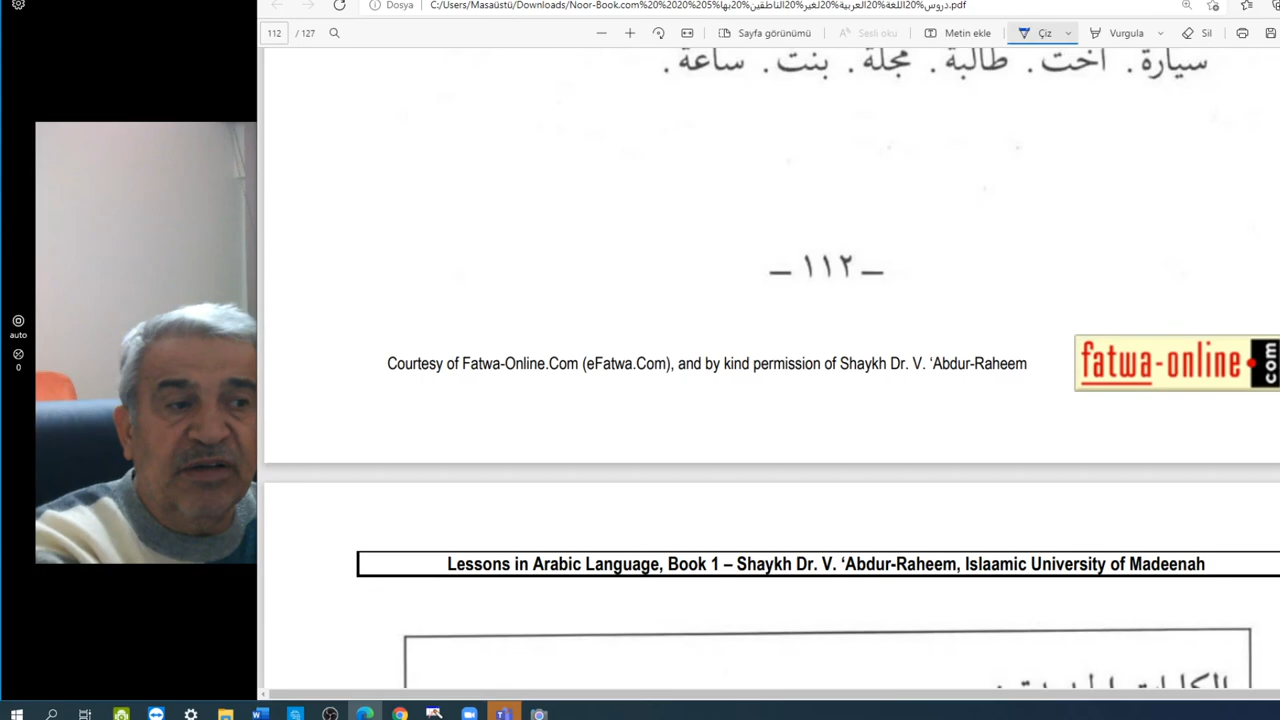 Dosya
C:/Users/Masaüstü/Downloads/Noor-Book.com%20%2020%205%20دروس%20اللغة%20العربية%20لغير%20الناطقين%20بها.pdf
112 / 127
Sayfa görünümü
Sesli oku
Metin ekle
Çiz
Vurgula
Sil
سيارة . أخت . طالبة . مجلة . بنت . ساعة .
– ١١٢ –
Courtesy of Fatwa-Online.Com (eFatwa.Com), and by kind permission of Shaykh Dr. V. ‘Abdur-Raheem
fatwa-online.com
Lessons in Arabic Language, Book 1 – Shaykh Dr. V. ‘Abdur-Raheem, Islaamic University of Madeenah
auto
0